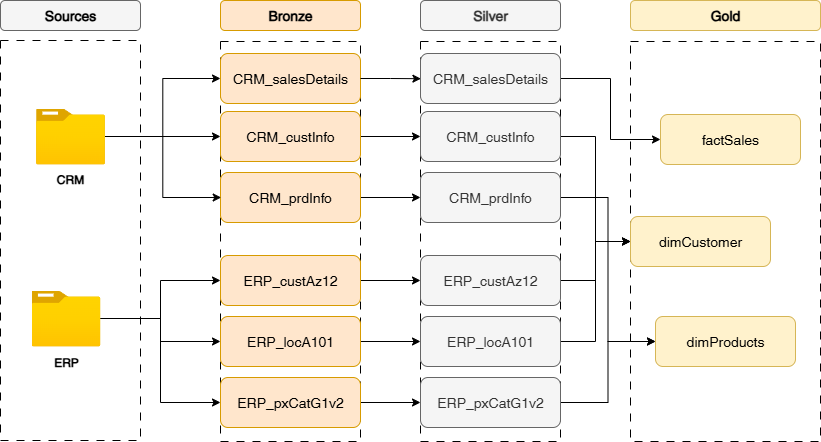 Sources
Bronze
Silver
Gold
CRM_salesDetails
CRM_salesDetails
CRM_custInfo
CRM_custInfo
factSales
CRM
CRM_prdInfo
CRM_prdInfo
dimCustomer
ERP_custAz12
ERP_custAz12
ERP_locA101
ERP_locA101
dimProducts
ERP
ERP_pxCatG1v2
ERP_pxCatG1v2